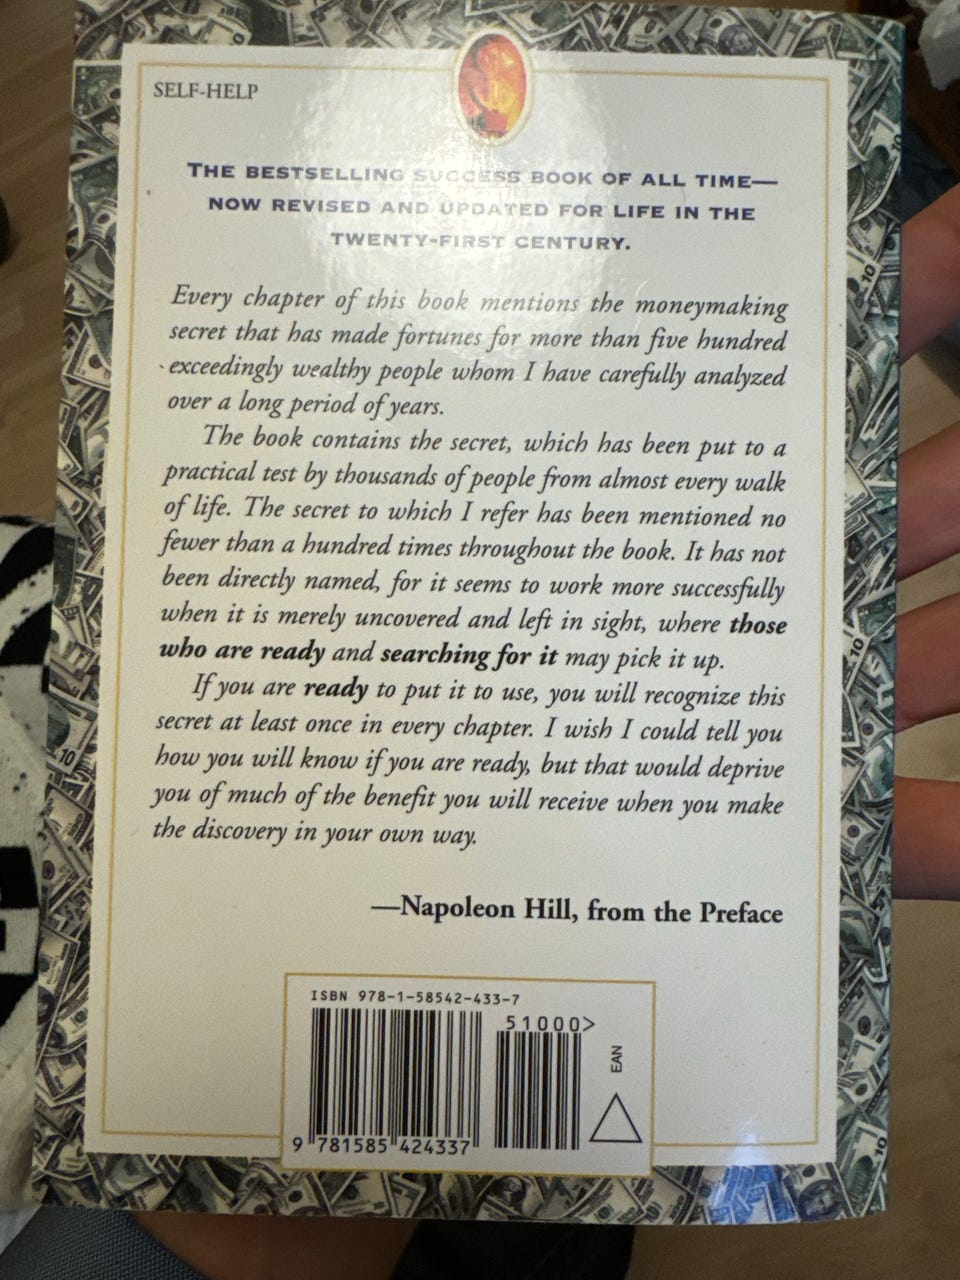 SELF-HELP
THE BESTSELLING SUCCESS BOOK OF ALL TIME—
NOW REVISED AND UPDATED FOR LIFE IN THE
TWENTY-FIRST CENTURY.
Every chapter of this book mentions the moneymaking
secret that has made fortunes for more than five hundred
exceedingly wealthy people whom I have carefully analyzed
over a long period of years.
The book contains the secret, which has been put to a
practical test by thousands of people from almost every walk
of life. The secret to which I refer has been mentioned no
fewer than a hundred times throughout the book. It has not
been directly named, for it seems to work more successfully
when it is merely uncovered and left in sight, where those
who are ready and searching for it may pick it up.
If you are ready to put it to use, you will recognize this
secret at least once in every chapter. I wish I could tell you
how you will know if you are ready, but that would deprive
you of much of the benefit you will receive when you make
the discovery in your own way.
—Napoleon Hill, from the Preface
ISBN 978-1-58542-433-7
51000>
EAN
9 781585 424337